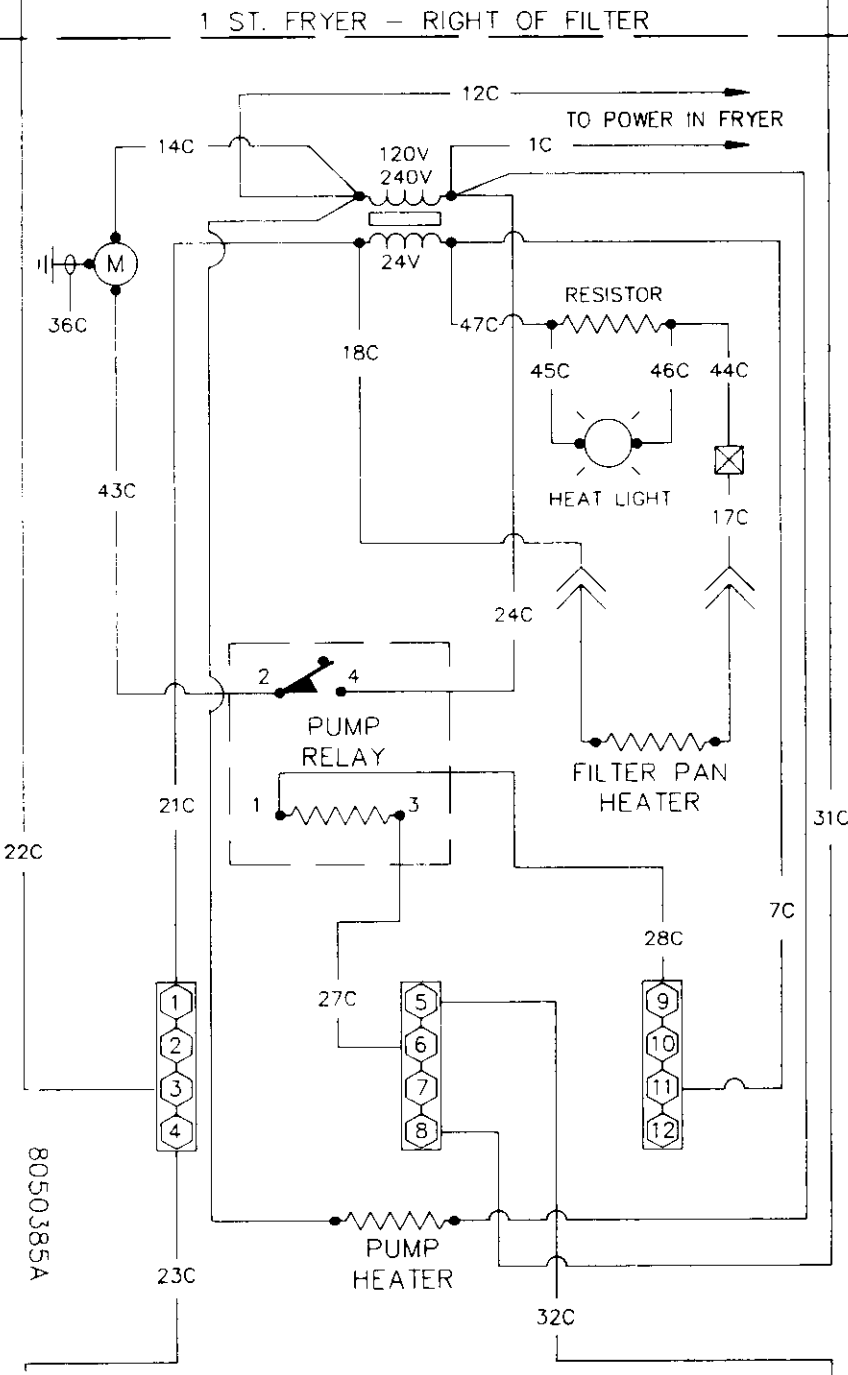 1 ST. FRYER – RIGHT OF FILTER
12C
TO POWER IN FRYER
14C
1C
120V
240V
24V
M
36C
RESISTOR
47C
18C
45C
46C
44C
HEAT LIGHT
43C
17C
24C
2
4
PUMP
RELAY
FILTER PAN
HEATER
1
3
21C
31C
22C
7C
28C
27C
1
2
3
4
5
6
7
8
9
10
11
12
8050385A
PUMP
HEATER
23C
32C